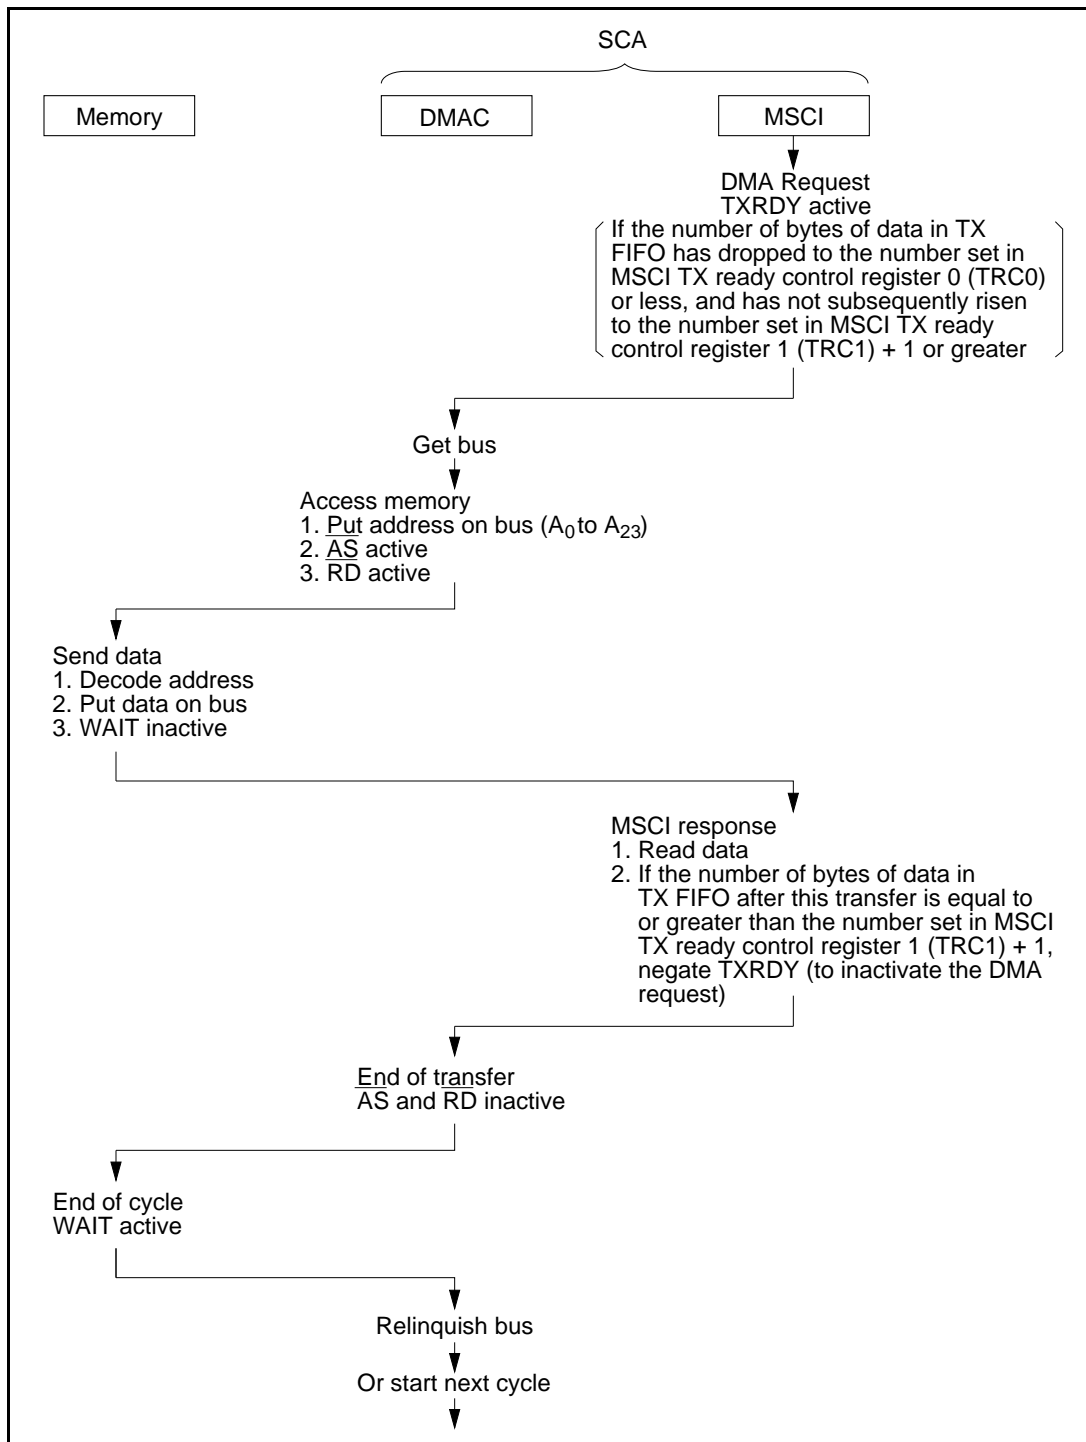 SCA
Memory
DMAC
MSCI
DMA Request
TXRDY active
If the number of bytes of data in TX
FIFO has dropped to the number set in
MSCI TX ready control register 0 (TRC0)
or less, and has not subsequently risen
to the number set in MSCI TX ready
control register 1 (TRC1) + 1 or greater
Get bus
Access memory
1. Put address on bus (A0 to A23)
2. A̅S̅ active
3. R̅D̅ active
Send data
1. Decode address
2. Put data on bus
3. WAIT inactive
MSCI response
1. Read data
2. If the number of bytes of data in
TX FIFO after this transfer is equal to
or greater than the number set in MSCI
TX ready control register 1 (TRC1) + 1,
negate TXRDY (to inactivate the DMA
request)
End of transfer
A̅S̅ and R̅D̅ inactive
End of cycle
WAIT active
Relinquish bus
Or start next cycle